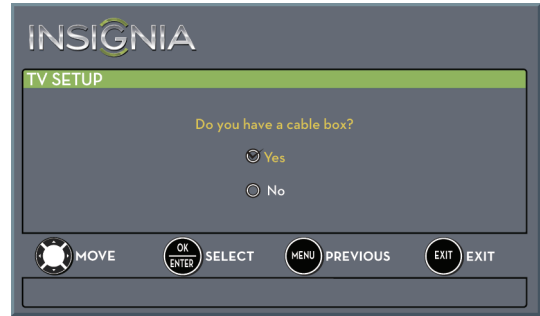 INSIGNIA
TV SETUP
Do you have a cable box?
Yes
No
MOVE OK ENTER SELECT MENU PREVIOUS EXIT EXIT